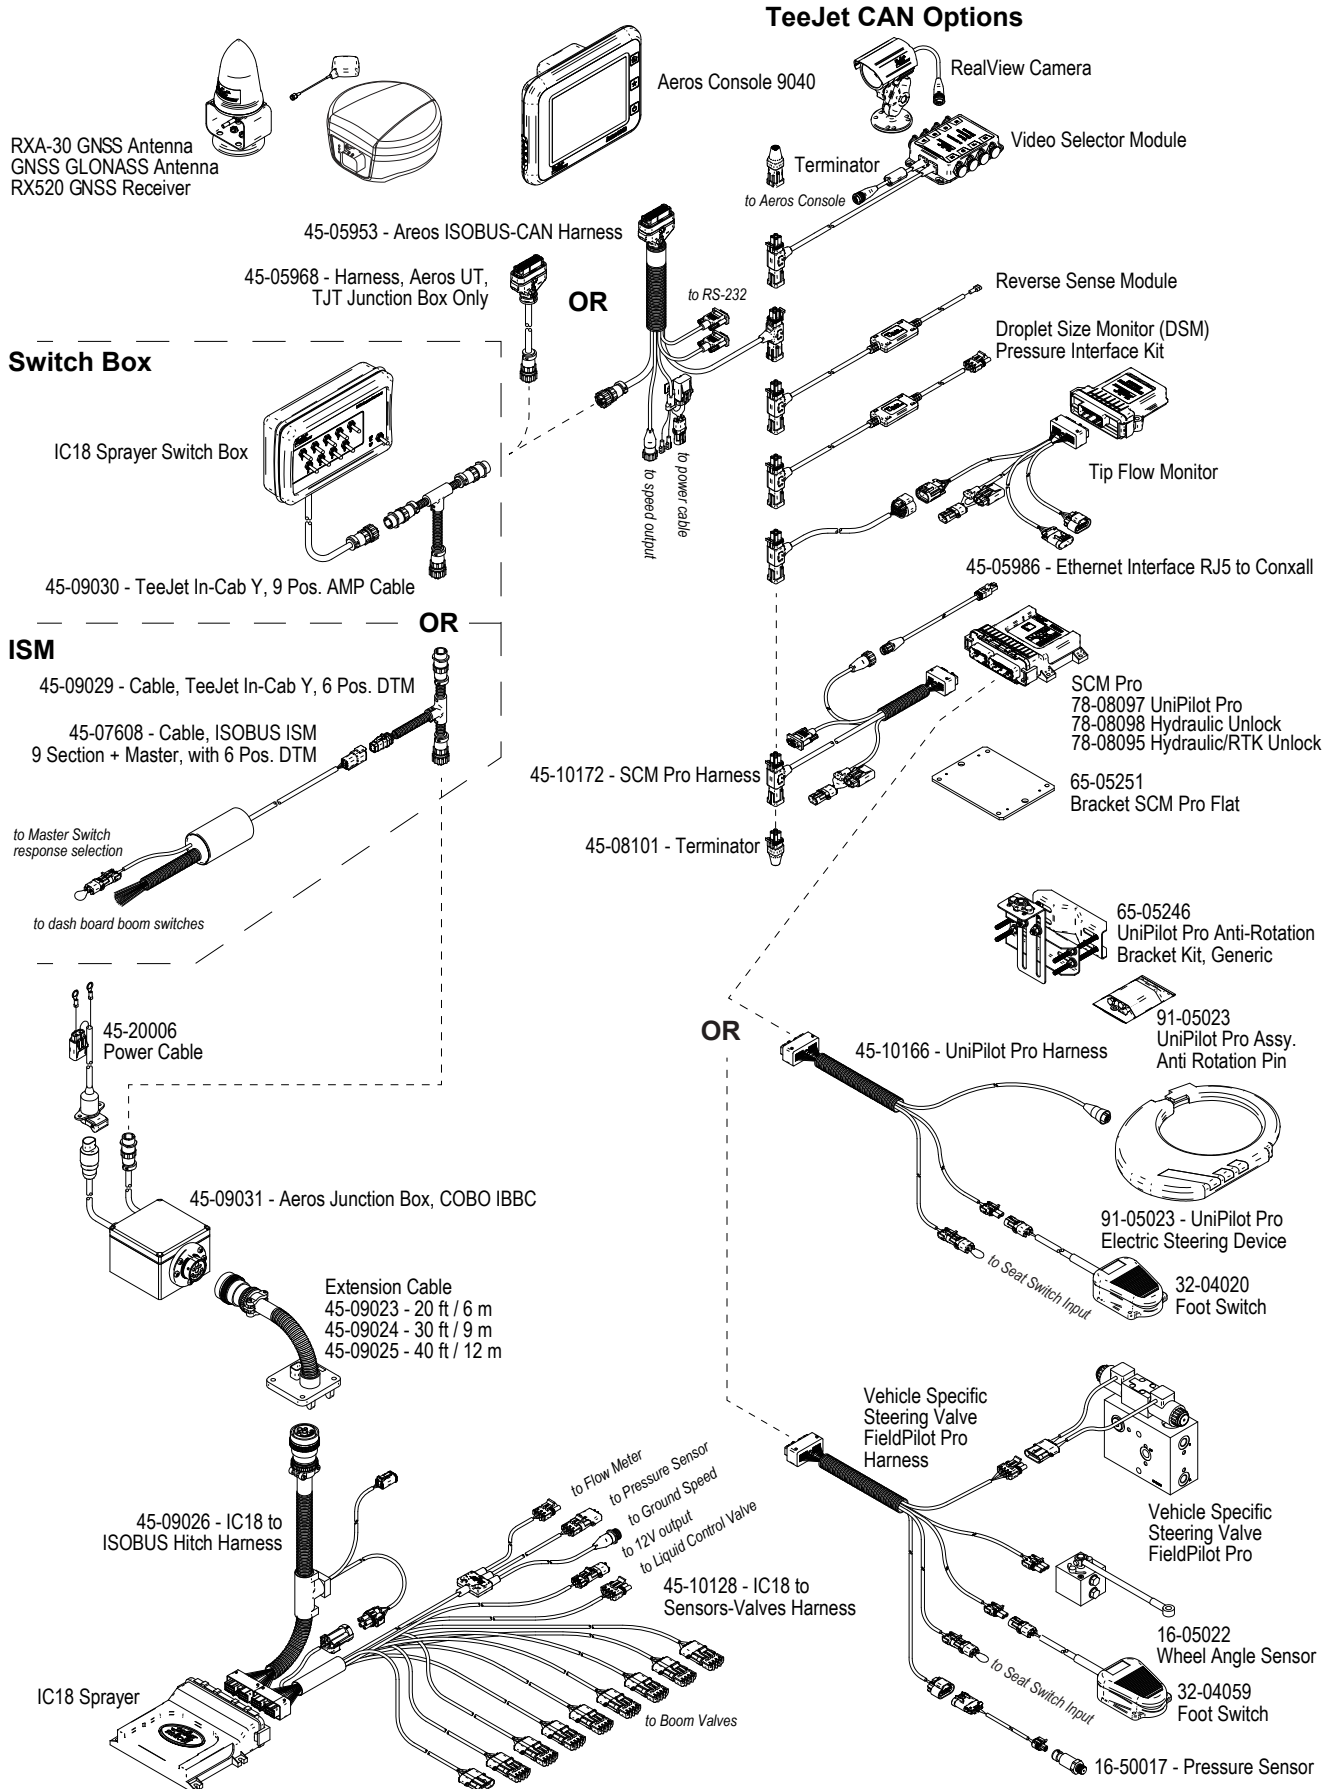 TeeJet CAN Options
RealView Camera
Aeros Console 9040
Video Selector Module
RXA-30 GNSS Antenna
GNSS GLONASS Antenna
RX520 GNSS Receiver
Terminator
to Aeros Console
45-05953 - Areos ISOBUS-CAN Harness
45-05968 - Harness, Aeros UT,
TJT Junction Box Only
OR
to RS-232
Reverse Sense Module
Droplet Size Monitor (DSM)
Pressure Interface Kit
Switch Box
IC18 Sprayer Switch Box
to speed output
to power cable
Tip Flow Monitor
45-09030 - TeeJet In-Cab Y, 9 Pos. AMP Cable
45-05986 - Ethernet Interface RJ5 to Conxall
OR
ISM
45-09029 - Cable, TeeJet In-Cab Y, 6 Pos. DTM
45-07608 - Cable, ISOBUS ISM
9 Section + Master, with 6 Pos. DTM
SCM Pro
78-08097 UniPilot Pro
78-08098 Hydraulic Unlock
78-08095 Hydraulic/RTK Unlock
45-10172 - SCM Pro Harness
65-05251
Bracket SCM Pro Flat
to Master Switch
response selection
45-08101 - Terminator
to dash board boom switches
65-05246
UniPilot Pro Anti-Rotation
Bracket Kit, Generic
45-20006
Power Cable
OR
91-05023
UniPilot Pro Assy.
Anti Rotation Pin
45-10166 - UniPilot Pro Harness
45-09031 - Aeros Junction Box, COBO IBBC
91-05023 - UniPilot Pro
Electric Steering Device
to Seat Switch Input
32-04020
Foot Switch
Extension Cable
45-09023 - 20 ft / 6 m
45-09024 - 30 ft / 9 m
45-09025 - 40 ft / 12 m
Vehicle Specific
Steering Valve
FieldPilot Pro
Harness
to Flow Meter
to Pressure Sensor
to Ground Speed
to 12V output
to Liquid Control Valve
45-09026 - IC18 to
ISOBUS Hitch Harness
Vehicle Specific
Steering Valve
FieldPilot Pro
45-10128 - IC18 to
Sensors-Valves Harness
16-05022
Wheel Angle Sensor
IC18 Sprayer
to Boom Valves
to Seat Switch Input
32-04059
Foot Switch
16-50017 - Pressure Sensor